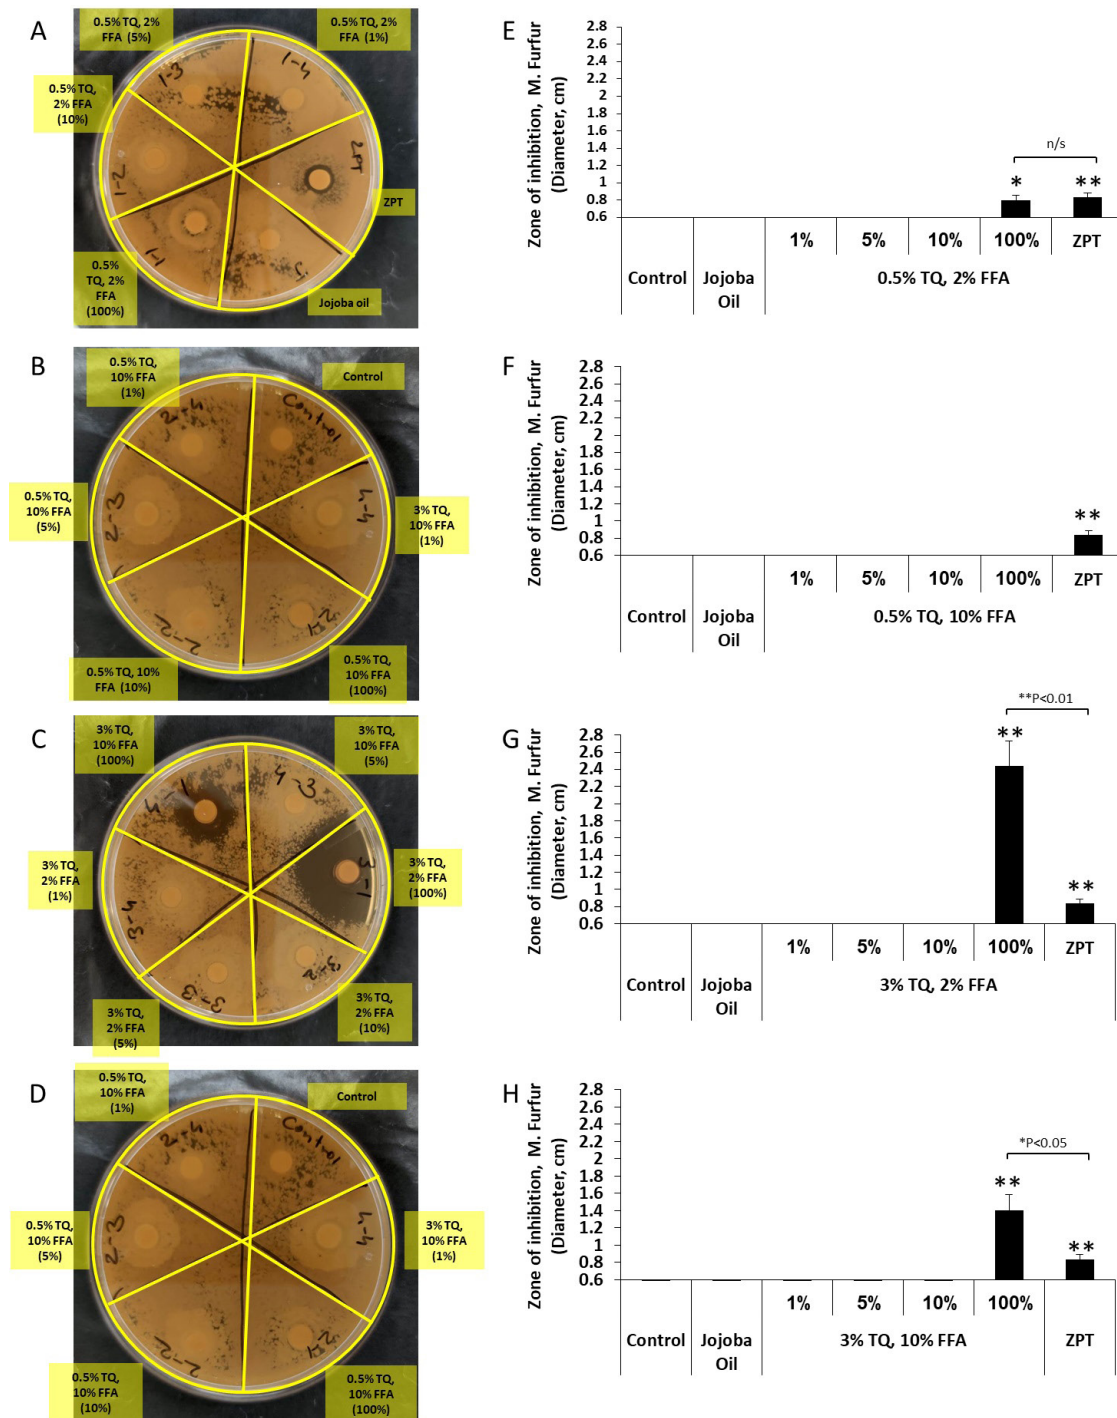 A
0.5% TQ, 2%
FFA (5%)
0.5% TQ, 2%
FFA (1%)
0.5% TQ,
2% FFA
(10%)
1-3
1-4
1-2
ZPT
ZPT
1-1
J
0.5%
TQ, 2%
FFA
(100%)
Jojoba oil
E
Zone of inhibition, M. Furfur
(Diameter, cm)
2.8
2.6
2.4
2.2
2
1.8
1.6
1.4
1.2
1
0.8
0.6
n/s
*
**
1%
5%
10%
100%
ZPT
Control
Jojoba
Oil
0.5% TQ, 2% FFA
B
0.5% TQ,
10% FFA
(1%)
Control
2-4
Control
0.5% TQ,
10% FFA
(5%)
2-3
4-4
3% TQ,
10% FFA
(1%)
2-2
0.5% TQ, 10%
FFA (10%)
0.5% TQ,
10% FFA
(100%)
F
Zone of inhibition, M. Furfur
(Diameter, cm)
2.8
2.6
2.4
2.2
2
1.8
1.6
1.4
1.2
1
0.8
0.6
**
1%
5%
10%
100%
ZPT
Control
Jojoba
Oil
0.5% TQ, 10% FFA
C
3% TQ,
10% FFA
(100%)
3% TQ,
10% FFA
(5%)
4-1
4-3
3% TQ,
2% FFA
(1%)
3-1
3% TQ,
2% FFA
(100%)
3-4
3-3
3-2
3% TQ,
2% FFA
(5%)
3% TQ,
2% FFA
(10%)
G
Zone of inhibition, M. Furfur
(Diameter, cm)
2.8
2.6
2.4
2.2
2
1.8
1.6
1.4
1.2
1
0.8
0.6
**P<0.01
**
**
1%
5%
10%
100%
ZPT
Control
Jojoba
Oil
3% TQ, 2% FFA
D
0.5% TQ,
10% FFA
(1%)
Control
2-4
Control
0.5% TQ,
10% FFA
(5%)
2-3
4-4
3% TQ,
10% FFA
(1%)
2-2
0.5% TQ,
10% FFA
(10%)
0.5% TQ,
10% FFA
(100%)
H
Zone of inhibition, M. Furfur
(Diameter, cm)
2.8
2.6
2.4
2.2
2
1.8
1.6
1.4
1.2
1
0.8
0.6
*P<0.05
**
**
1%
5%
10%
100%
Control
Jojoba
Oil
3% TQ, 10% FFA
ZPT